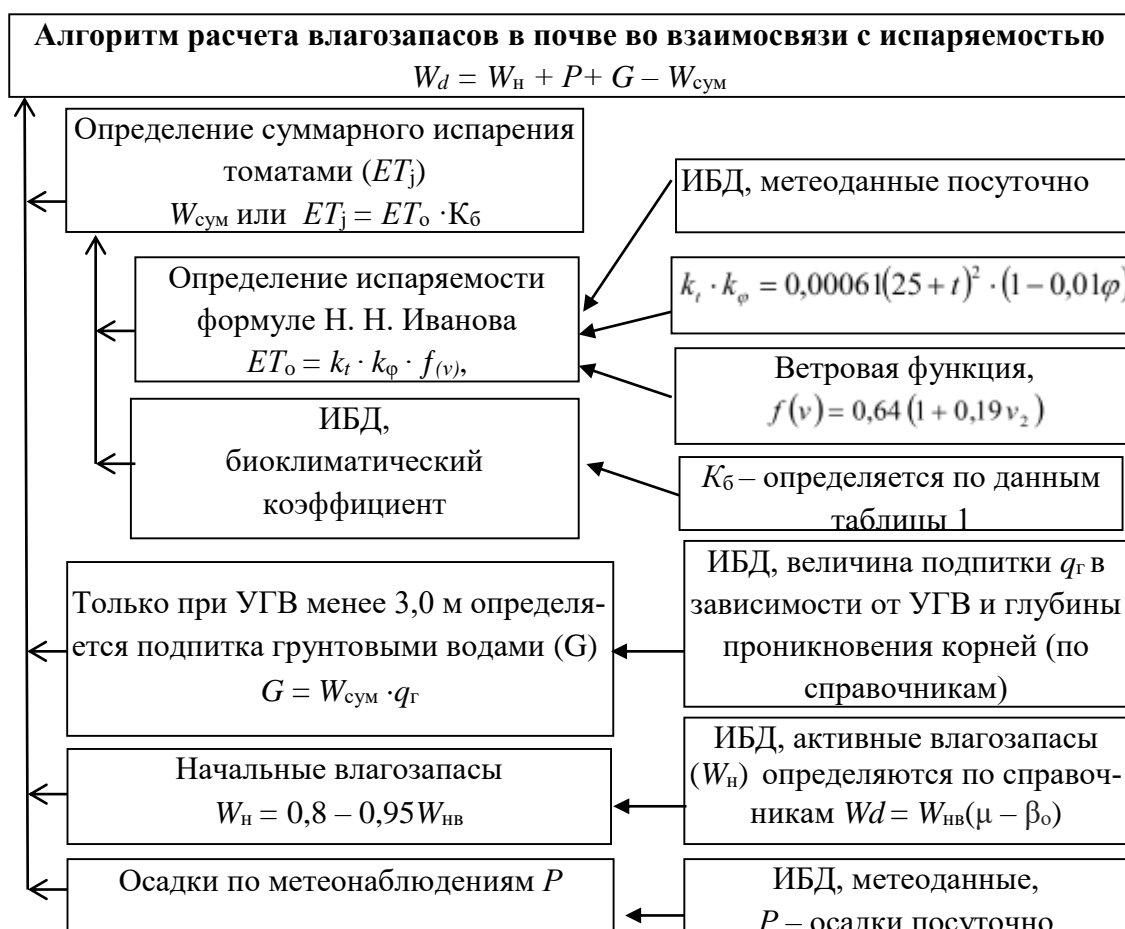 Алгоритм расчета влагозапасов в почве во взаимосвязи с испаряемостью
W_d = W_н + P + G – W_сум
Определение суммарного испарения
томатами (ET_j)
W_сум или ET_j = ET_о ·К_б
ИБД, метеоданные посуточно
Определение испаряемости
формуле Н. Н. Иванова
ET_о = k_t · k_φ · f_(v),
k_t · k_φ = 0,00061(25 + t)² · (1 – 0,01φ)
Ветровая функция,
f(v) = 0,64 (1 + 0,19 v_2)
ИБД,
биоклиматический
коэффициент
К_б – определяется по данным
таблицы 1
Только при УГВ менее 3,0 м определя-
ется подпитка грунтовыми водами (G)
G = W_сум ·q_г
ИБД, величина подпитки q_г в
зависимости от УГВ и глубины
проникновения корней (по
справочникам)
Начальные влагозапасы
W_н = 0,8 – 0,95W_нв
ИБД, активные влагозапасы
(W_н) определяются по справоч-
никам Wd = W_нв(μ – β_о)
Осадки по метеонаблюдениям P
ИБД, метеоданные,
P – осадки посуточно